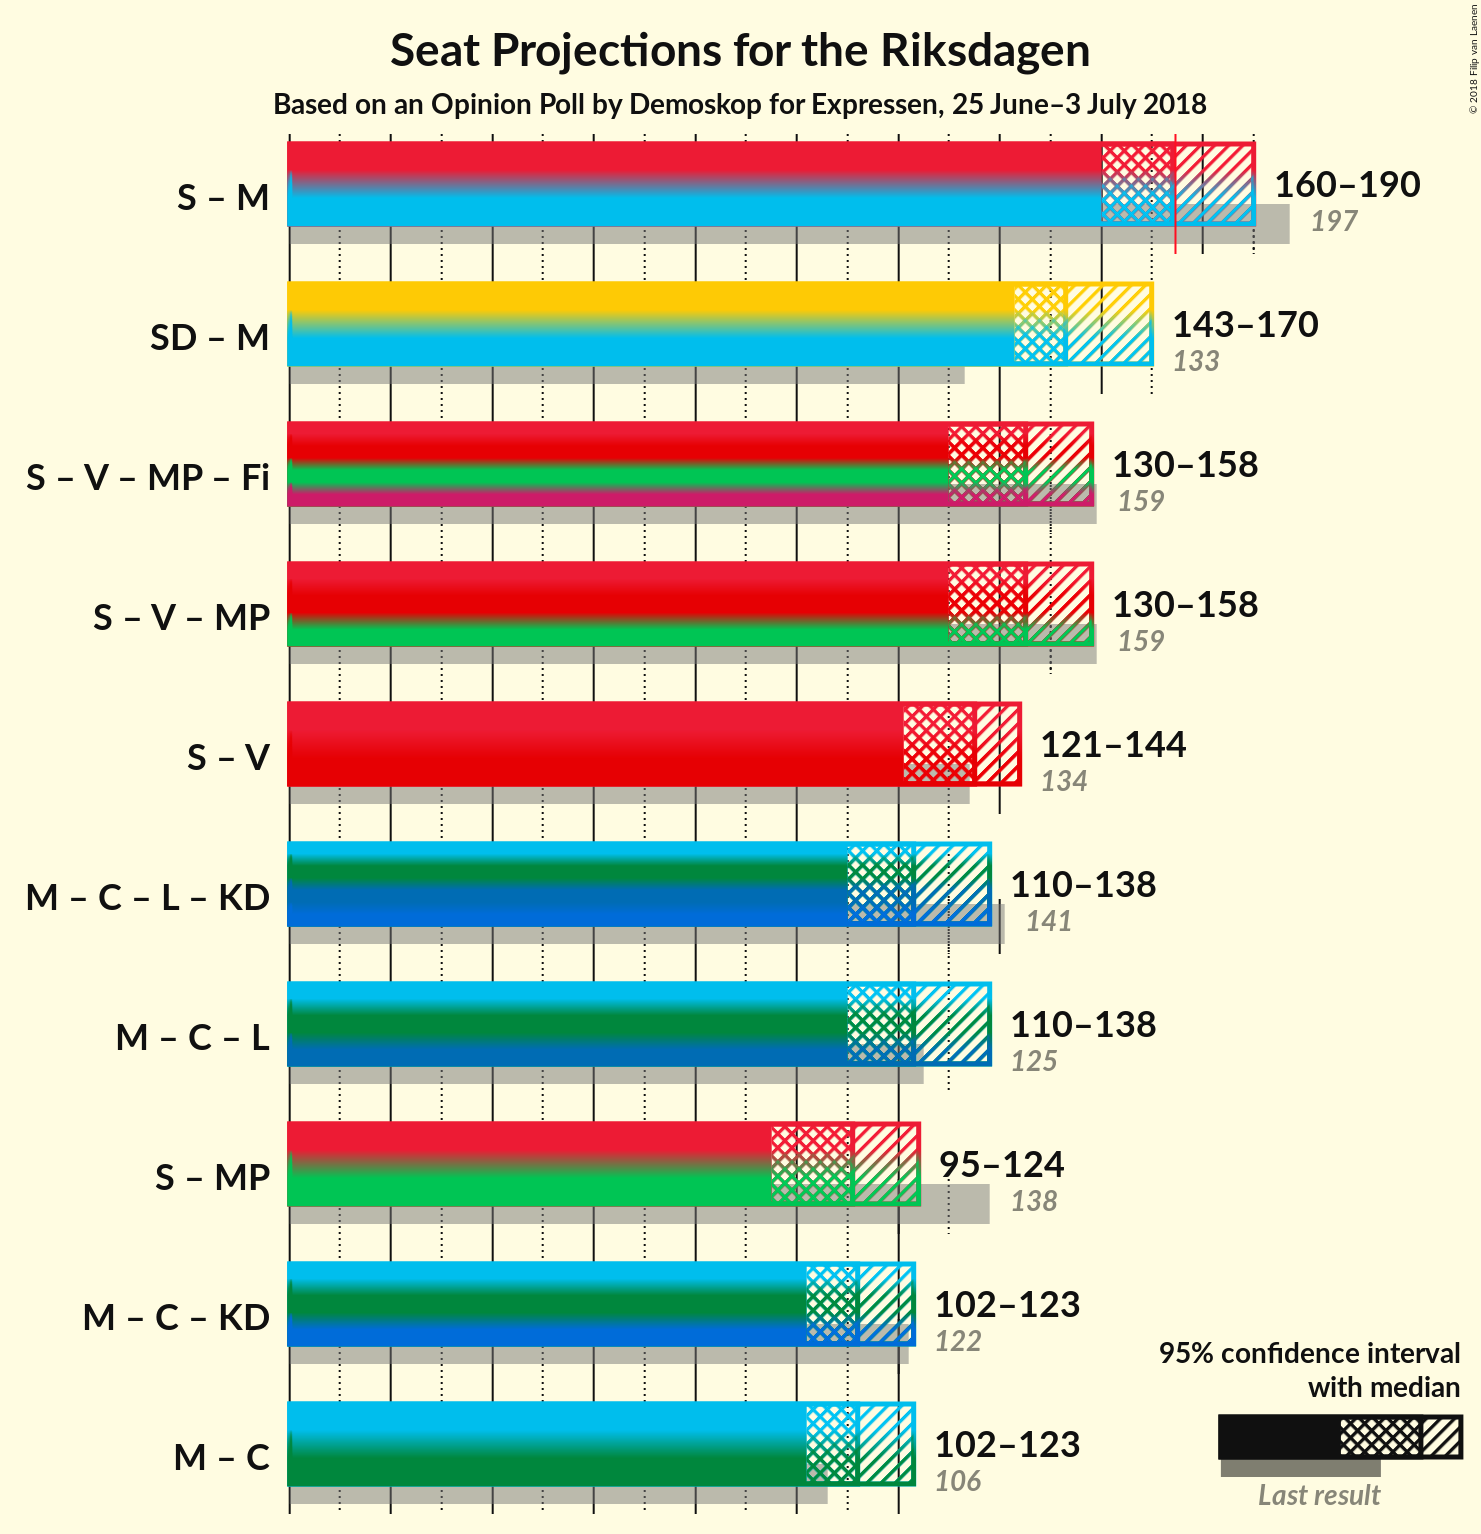 Seat Projections for the Riksdagen
Based on an Opinion Poll by Demoskop for Expressen, 25 June–3 July 2018
© 2018 Filip van Laenen
S – M
160–190
197
SD – M
143–170
133
S – V – MP – Fi
130–158
159
S – V – MP
130–158
159
S – V
121–144
134
M – C – L – KD
110–138
141
M – C – L
110–138
125
S – MP
95–124
138
M – C – KD
102–123
122
M – C
102–123
106
95% confidence interval
with median
Last result